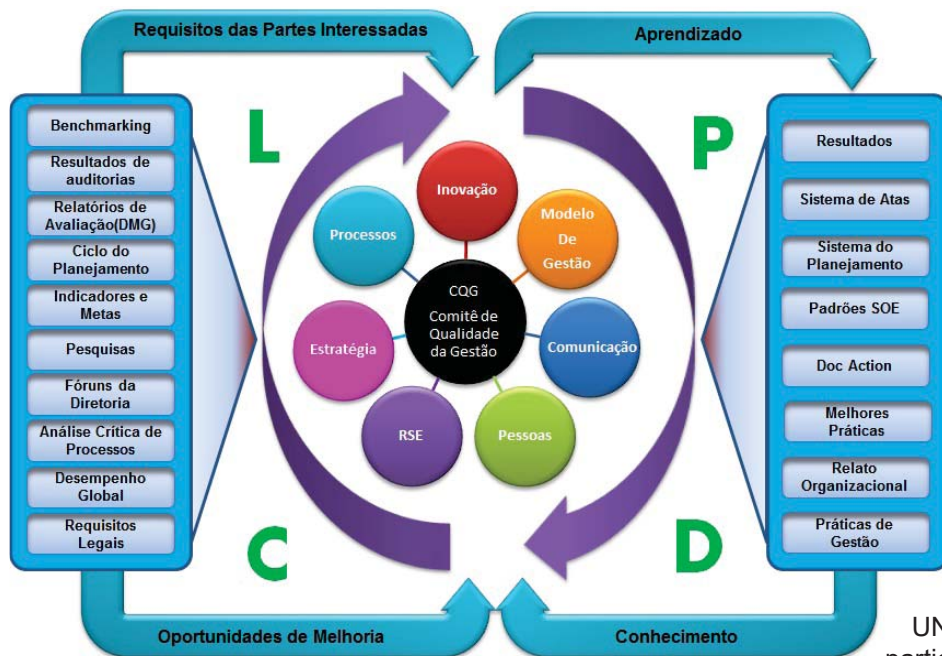 Requisitos das Partes Interessadas
Aprendizado
L
P
Benchmarking
Resultados de
auditorias
Relatórios de
Avaliação(DMG)
Ciclo do
Planejamento
Indicadores e
Metas
Pesquisas
Fóruns da
Diretoria
Análise Crítica de
Processos
Desempenho
Global
Requisitos
Legais
Inovação
Processos
Modelo
De
Gestão
CQG
Comitê de
Qualidade
da Gestão
Estratégia
Comunicação
RSE
Pessoas
Resultados
Sistema de Atas
Sistema do
Planejamento
Padrões SOE
Doc Action
Melhores
Práticas
Relato
Organizacional
Práticas de
Gestão
C
D
Oportunidades de Melhoria
Conhecimento
UN